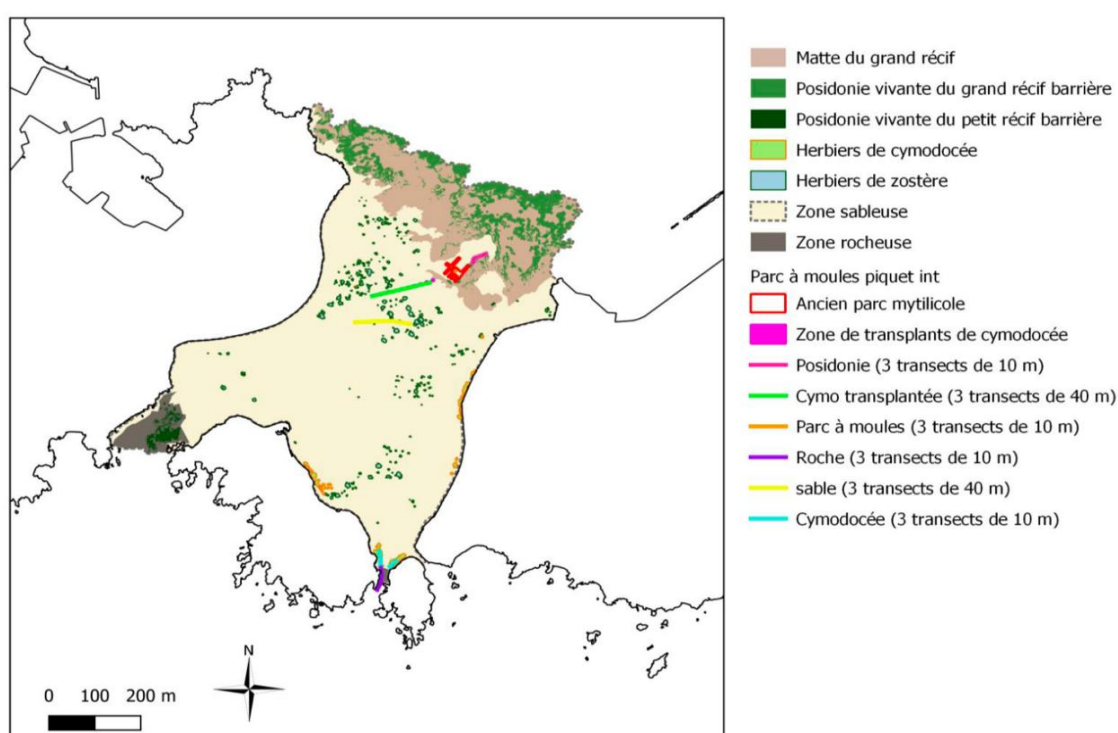 Matte du grand récif
Posidonie vivante du grand récif barrière
Posidonie vivante du petit récif barrière
Herbiers de cymodocée
Herbiers de zostère
Zone sableuse
Zone rocheuse
Parc à moules piquet int
Ancien parc mytilicole
Zone de transplants de cymodocée
Posidonie (3 transects de 10 m)
Cymo transplantée (3 transects de 40 m)
Parc à moules (3 transects de 10 m)
Roche (3 transects de 10 m)
sable (3 transects de 40 m)
Cymodocée (3 transects de 10 m)
N
0 100 200 m